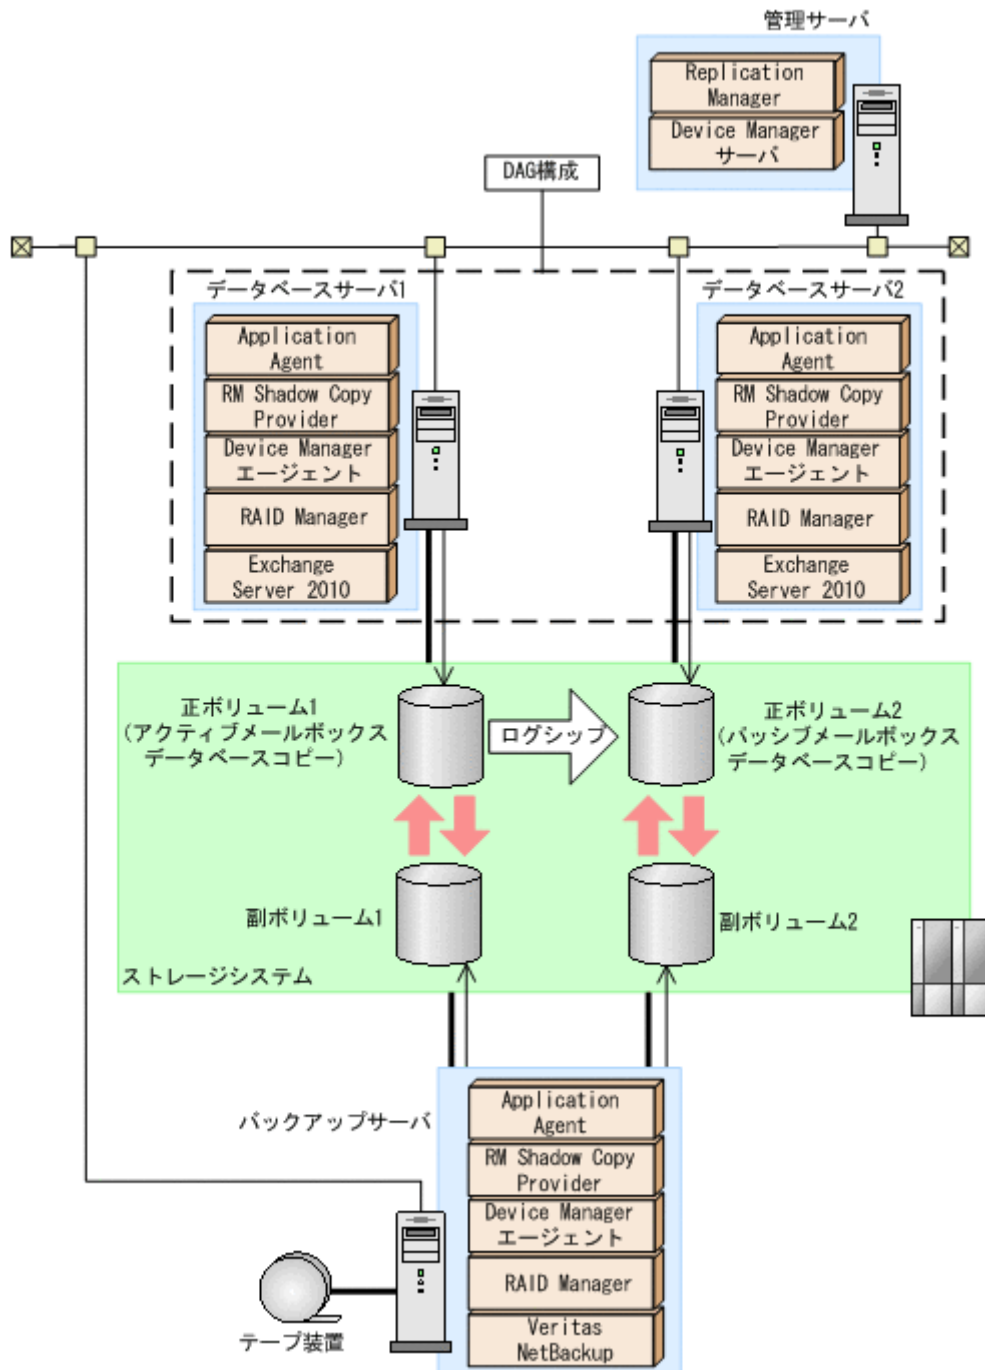 管理サーバ
Replication
Manager
Device Manager
サーバ
DAG構成
データベースサーバ1
Application
Agent
RM Shadow Copy
Provider
Device Manager
エージェント
RAID Manager
Exchange
Server 2010
データベースサーバ2
Application
Agent
RM Shadow Copy
Provider
Device Manager
エージェント
RAID Manager
Exchange
Server 2010
正ボリューム1
(アクティブメールボックス
データベースコピー)
ログシップ
正ボリューム2
(パッシブメールボックス
データベースコピー)
副ボリューム1
副ボリューム2
ストレージシステム
バックアップサーバ
Application
Agent
RM Shadow Copy
Provider
Device Manager
エージェント
RAID Manager
Veritas
NetBackup
テープ装置